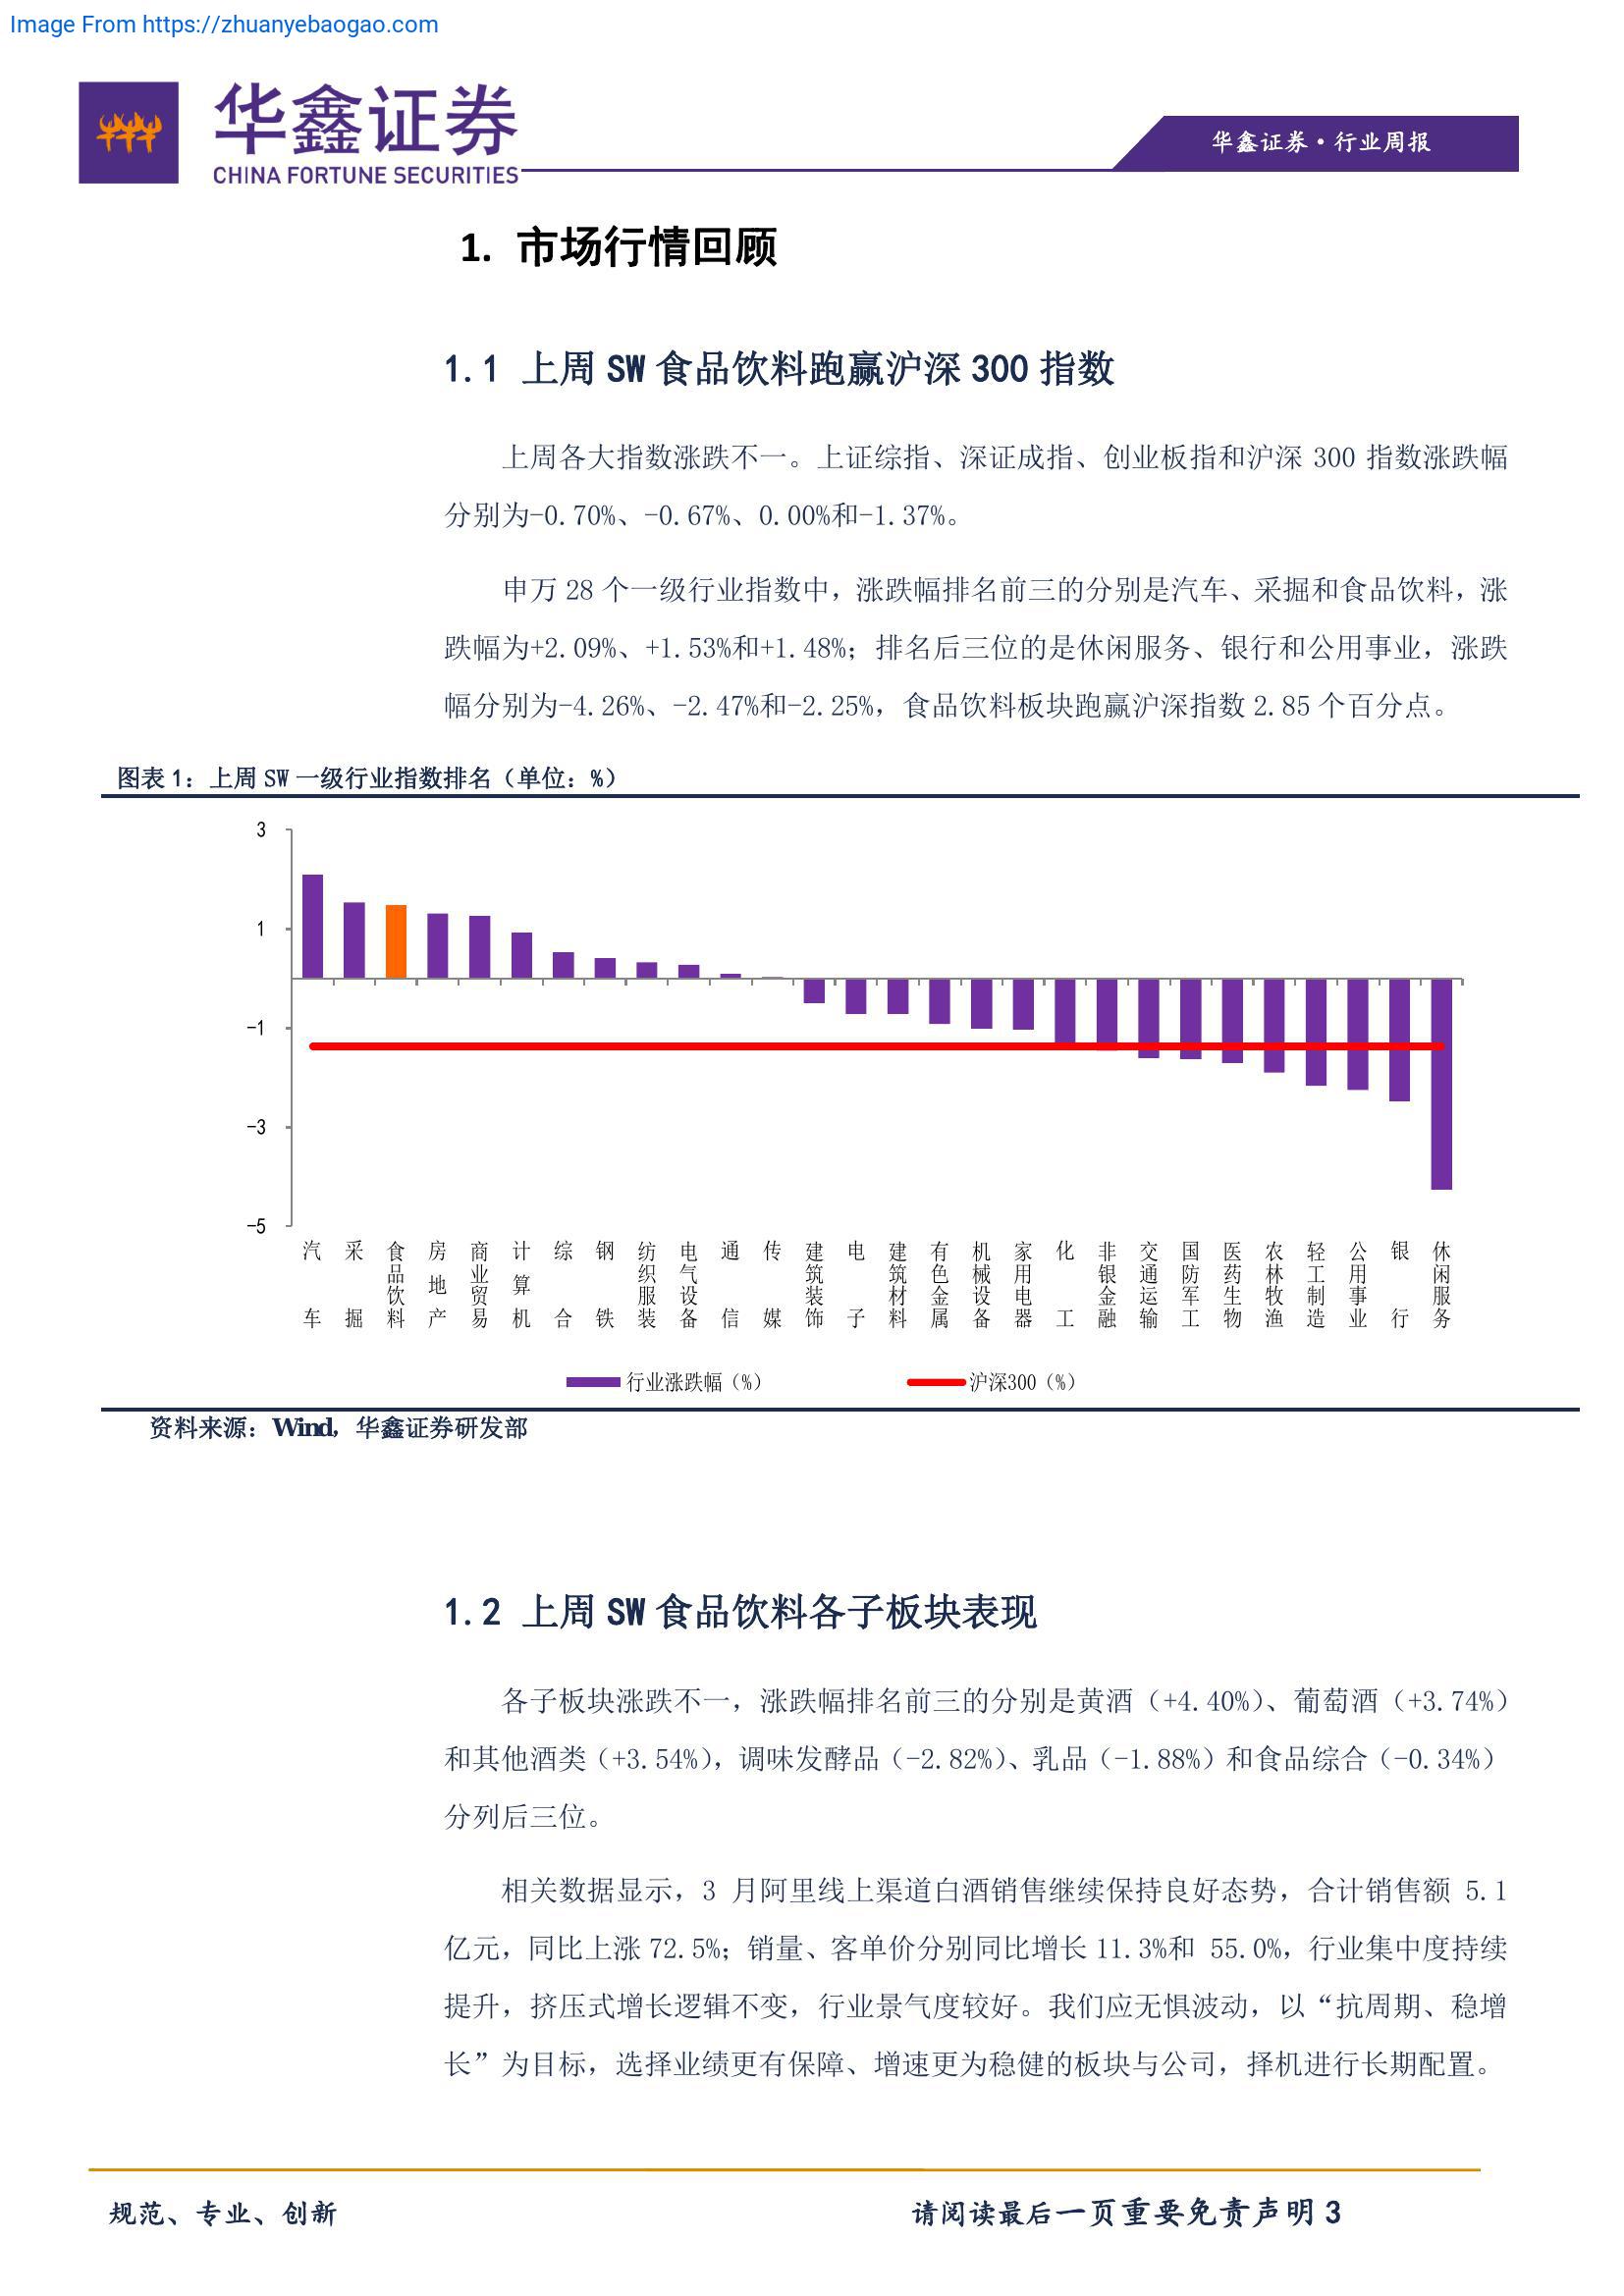 Image From https://zhuanyebaogao.com
华鑫证券
CHINA FORTUNE SECURITIES
华鑫证券·行业周报
1. 市场行情回顾
1.1 上周 SW 食品饮料跑赢沪深 300 指数
上周各大指数涨跌不一。上证综指、深证成指、创业板指和沪深 300 指数涨跌幅
分别为-0.70%、-0.67%、0.00%和-1.37%。
申万 28 个一级行业指数中，涨跌幅排名前三的分别是汽车、采掘和食品饮料，涨
跌幅为+2.09%、+1.53%和+1.48%；排名后三位的是休闲服务、银行和公用事业，涨跌
幅分别为-4.26%、-2.47%和-2.25%，食品饮料板块跑赢沪深指数 2.85 个百分点。
图表 1：上周 SW 一级行业指数排名（单位：%）
3
1
-1
-3
-5
汽车
采掘
食品饮料
房地产
商业贸易
计算机
综合
钢铁
纺织服装
电气设备
通信
传媒
建筑装饰
电子
建筑材料
有色金属
机械设备
家用电器
化工
非银金融
交通运输
国防军工
医药生物
农林牧渔
轻工制造
公用事业
银行
休闲服务
行业涨跌幅（%）
沪深300（%）
资料来源：Wind，华鑫证券研发部
1.2 上周 SW 食品饮料各子板块表现
各子板块涨跌不一，涨跌幅排名前三的分别是黄酒（+4.40%）、葡萄酒（+3.74%）
和其他酒类（+3.54%），调味发酵品（-2.82%）、乳品（-1.88%）和食品综合（-0.34%）
分列后三位。
相关数据显示，3 月阿里线上渠道白酒销售继续保持良好态势，合计销售额 5.1
亿元，同比上涨 72.5%；销量、客单价分别同比增长 11.3%和 55.0%，行业集中度持续
提升，挤压式增长逻辑不变，行业景气度较好。我们应无惧波动，以“抗周期、稳增
长”为目标，选择业绩更有保障、增速更为稳健的板块与公司，择机进行长期配置。
规范、专业、创新
请阅读最后一页重要免责声明 3